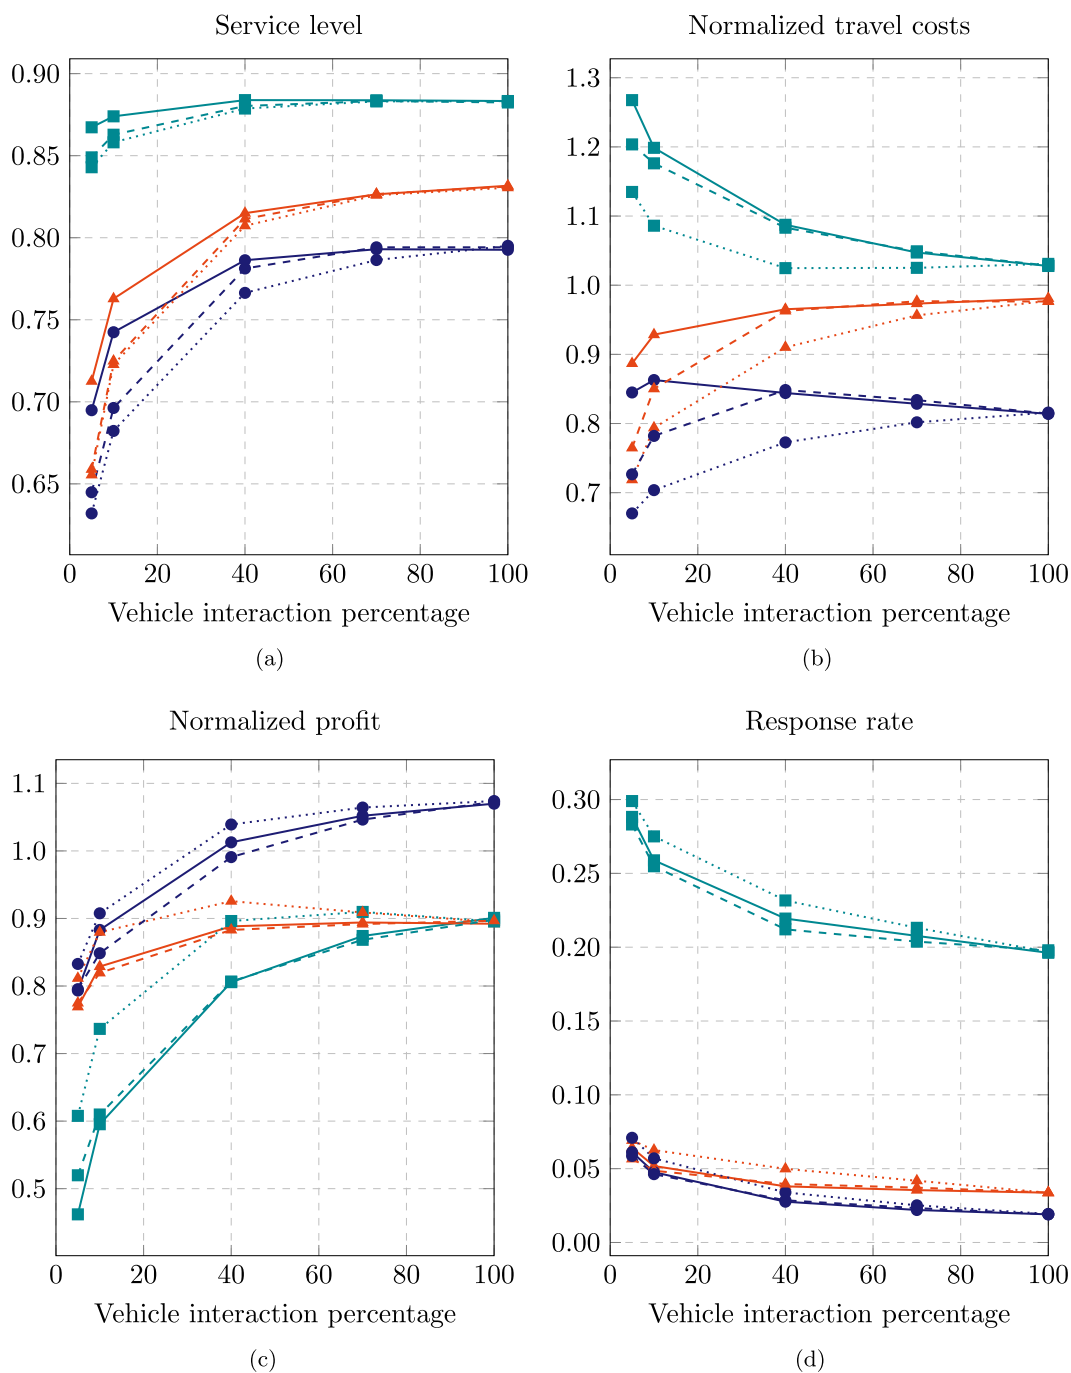 Service level
0.90
0.85
0.80
0.75
0.70
0.65
0 20 40 60 80 100
Vehicle interaction percentage
(a)
Normalized travel costs
1.3
1.2
1.1
1.0
0.9
0.8
0.7
0 20 40 60 80 100
Vehicle interaction percentage
(b)
Normalized profit
1.1
1.0
0.9
0.8
0.7
0.6
0.5
0 20 40 60 80 100
Vehicle interaction percentage
(c)
Response rate
0.30
0.25
0.20
0.15
0.10
0.05
0.00
0 20 40 60 80 100
Vehicle interaction percentage
(d)